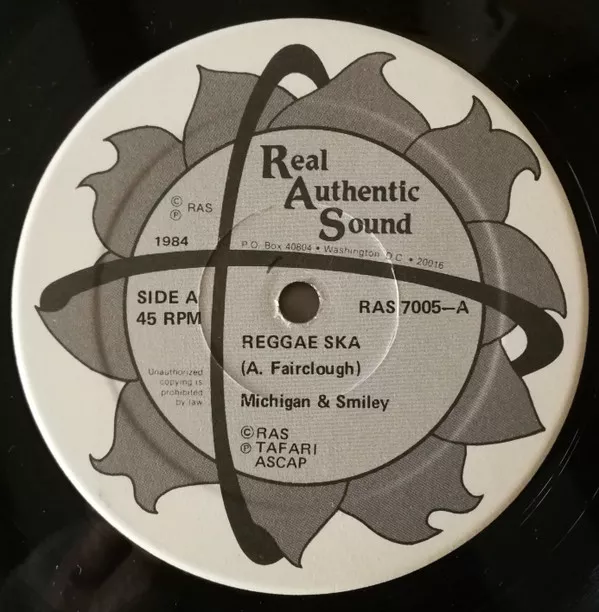 Real
Authentic
Sound
© ℗ RAS
P.O. Box 40804 • Washington D.C. • 20016
1984
SIDE A
45 RPM
RAS 7005—A
REGGAE SKA
(A. Fairclough)
Unauthorized
copying is
prohibited
by law
Michigan & Smiley
© RAS
℗ TAFARI
ASCAP